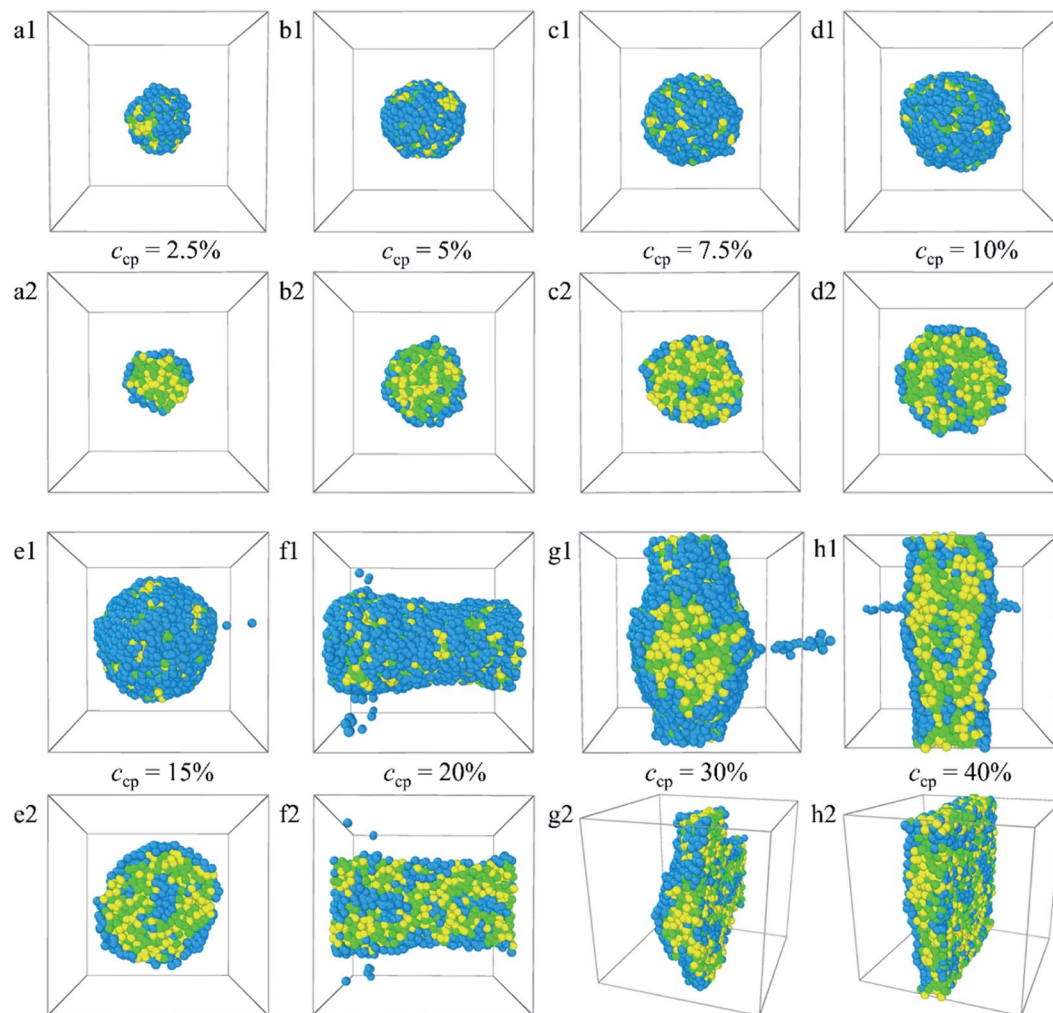 a1 b1 c1 d1
c_cp = 2.5% c_cp = 5% c_cp = 7.5% c_cp = 10%
a2 b2 c2 d2
e1 f1 g1 h1
c_cp = 15% c_cp = 20% c_cp = 30% c_cp = 40%
e2 f2 g2 h2